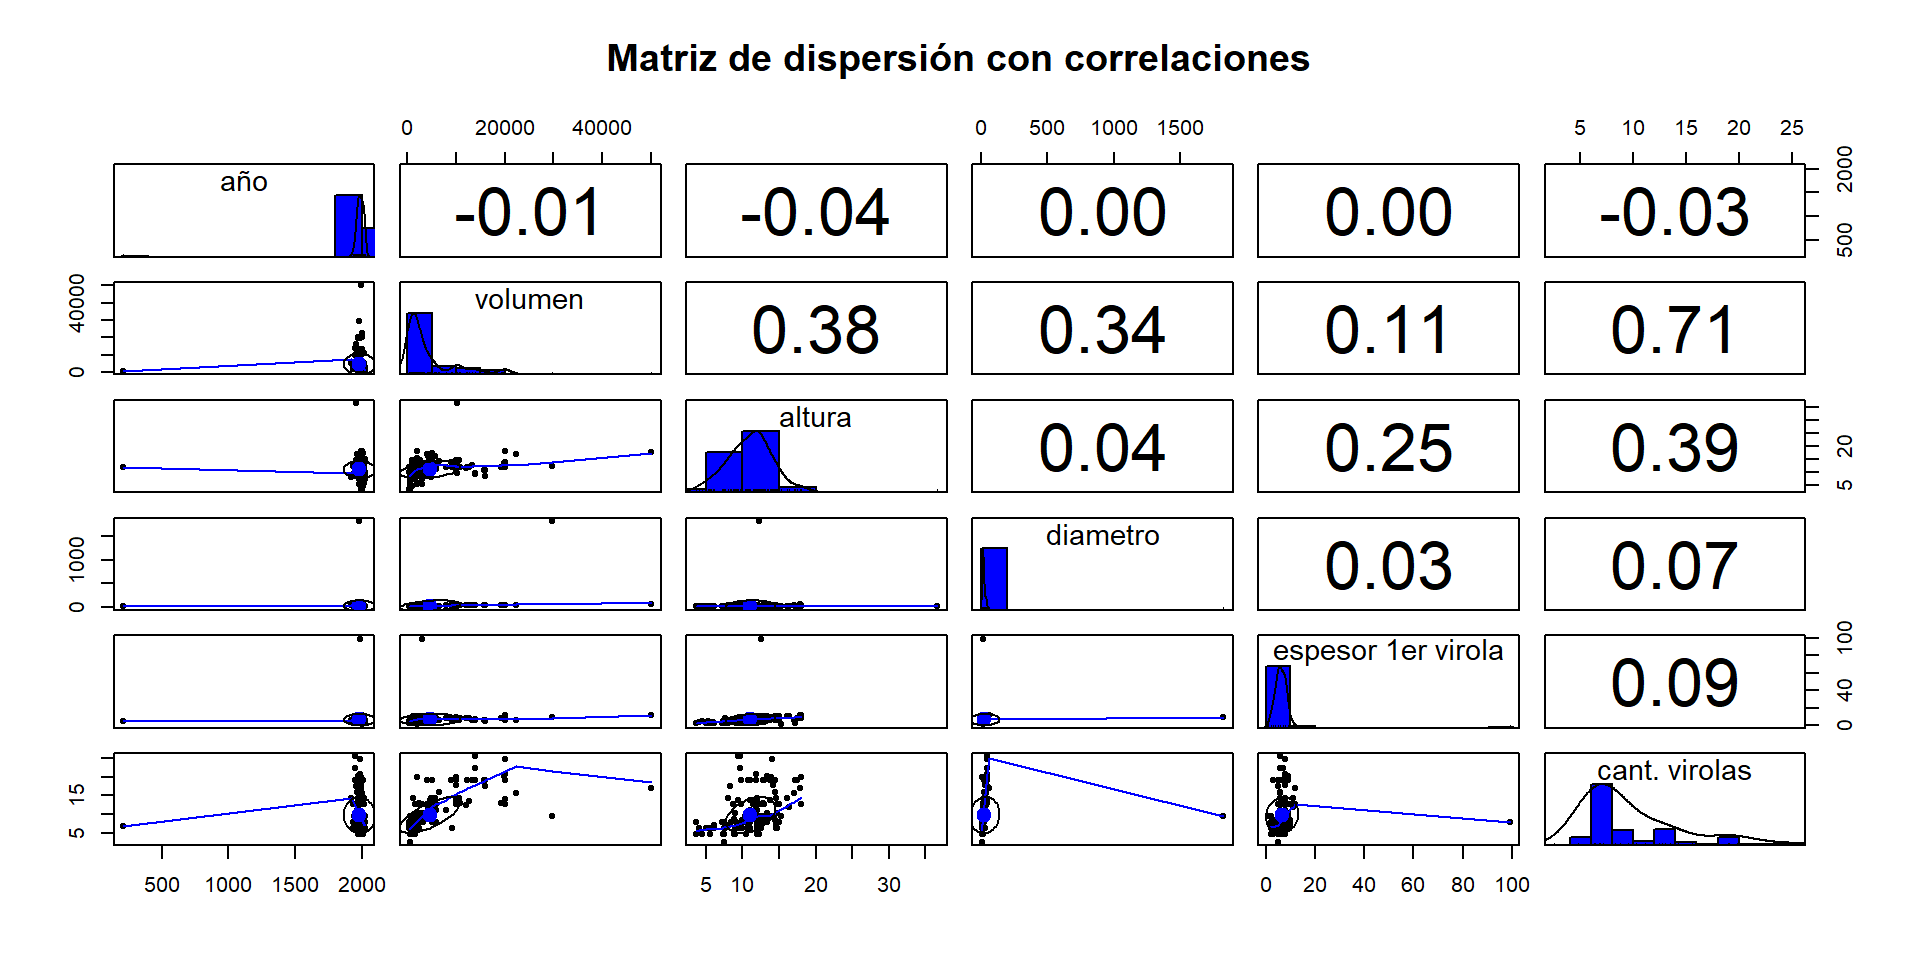 Matriz de dispersión con correlaciones
0 20000 40000 0 500 1000 1500 5 10 15 20 25
año -0.01 -0.04 0.00 0.00 -0.03 500 2000
0 40000 volumen 0.38 0.34 0.11 0.71
altura 0.04 0.25 0.39 5 20
0 1000 diametro 0.03 0.07
espesor 1er virola 0.09 0 40 100
5 15 cant. virolas
500 1000 1500 2000 5 10 20 30 0 20 40 60 80 100